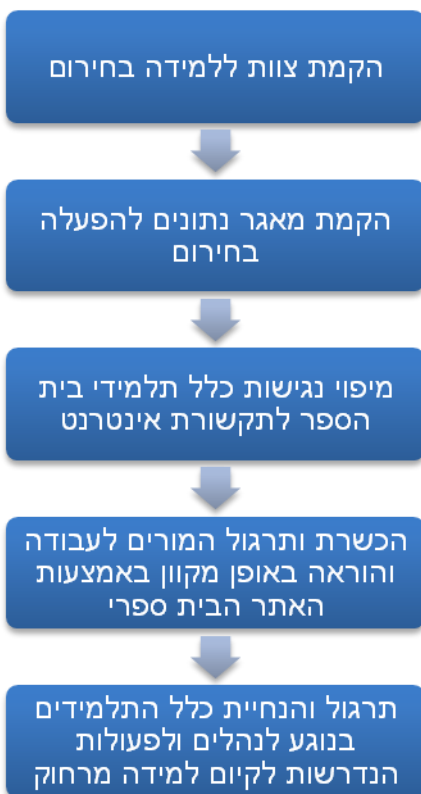 הקמת צוות ללמידה בחירום
הקמת מאגר נתונים להפעלה
בחירום
מיפוי נגישות כלל תלמידי בית
הספר לתקשורת אינטרנט
הכשרת ותרגול המורים לעבודה
והוראה באופן מקוון באמצעות
האתר הבית ספרי
תרגול והנחיית כלל התלמידים
בנוגע לנהלים ולפעולות
הנדרשות לקיום למידה מרחוק